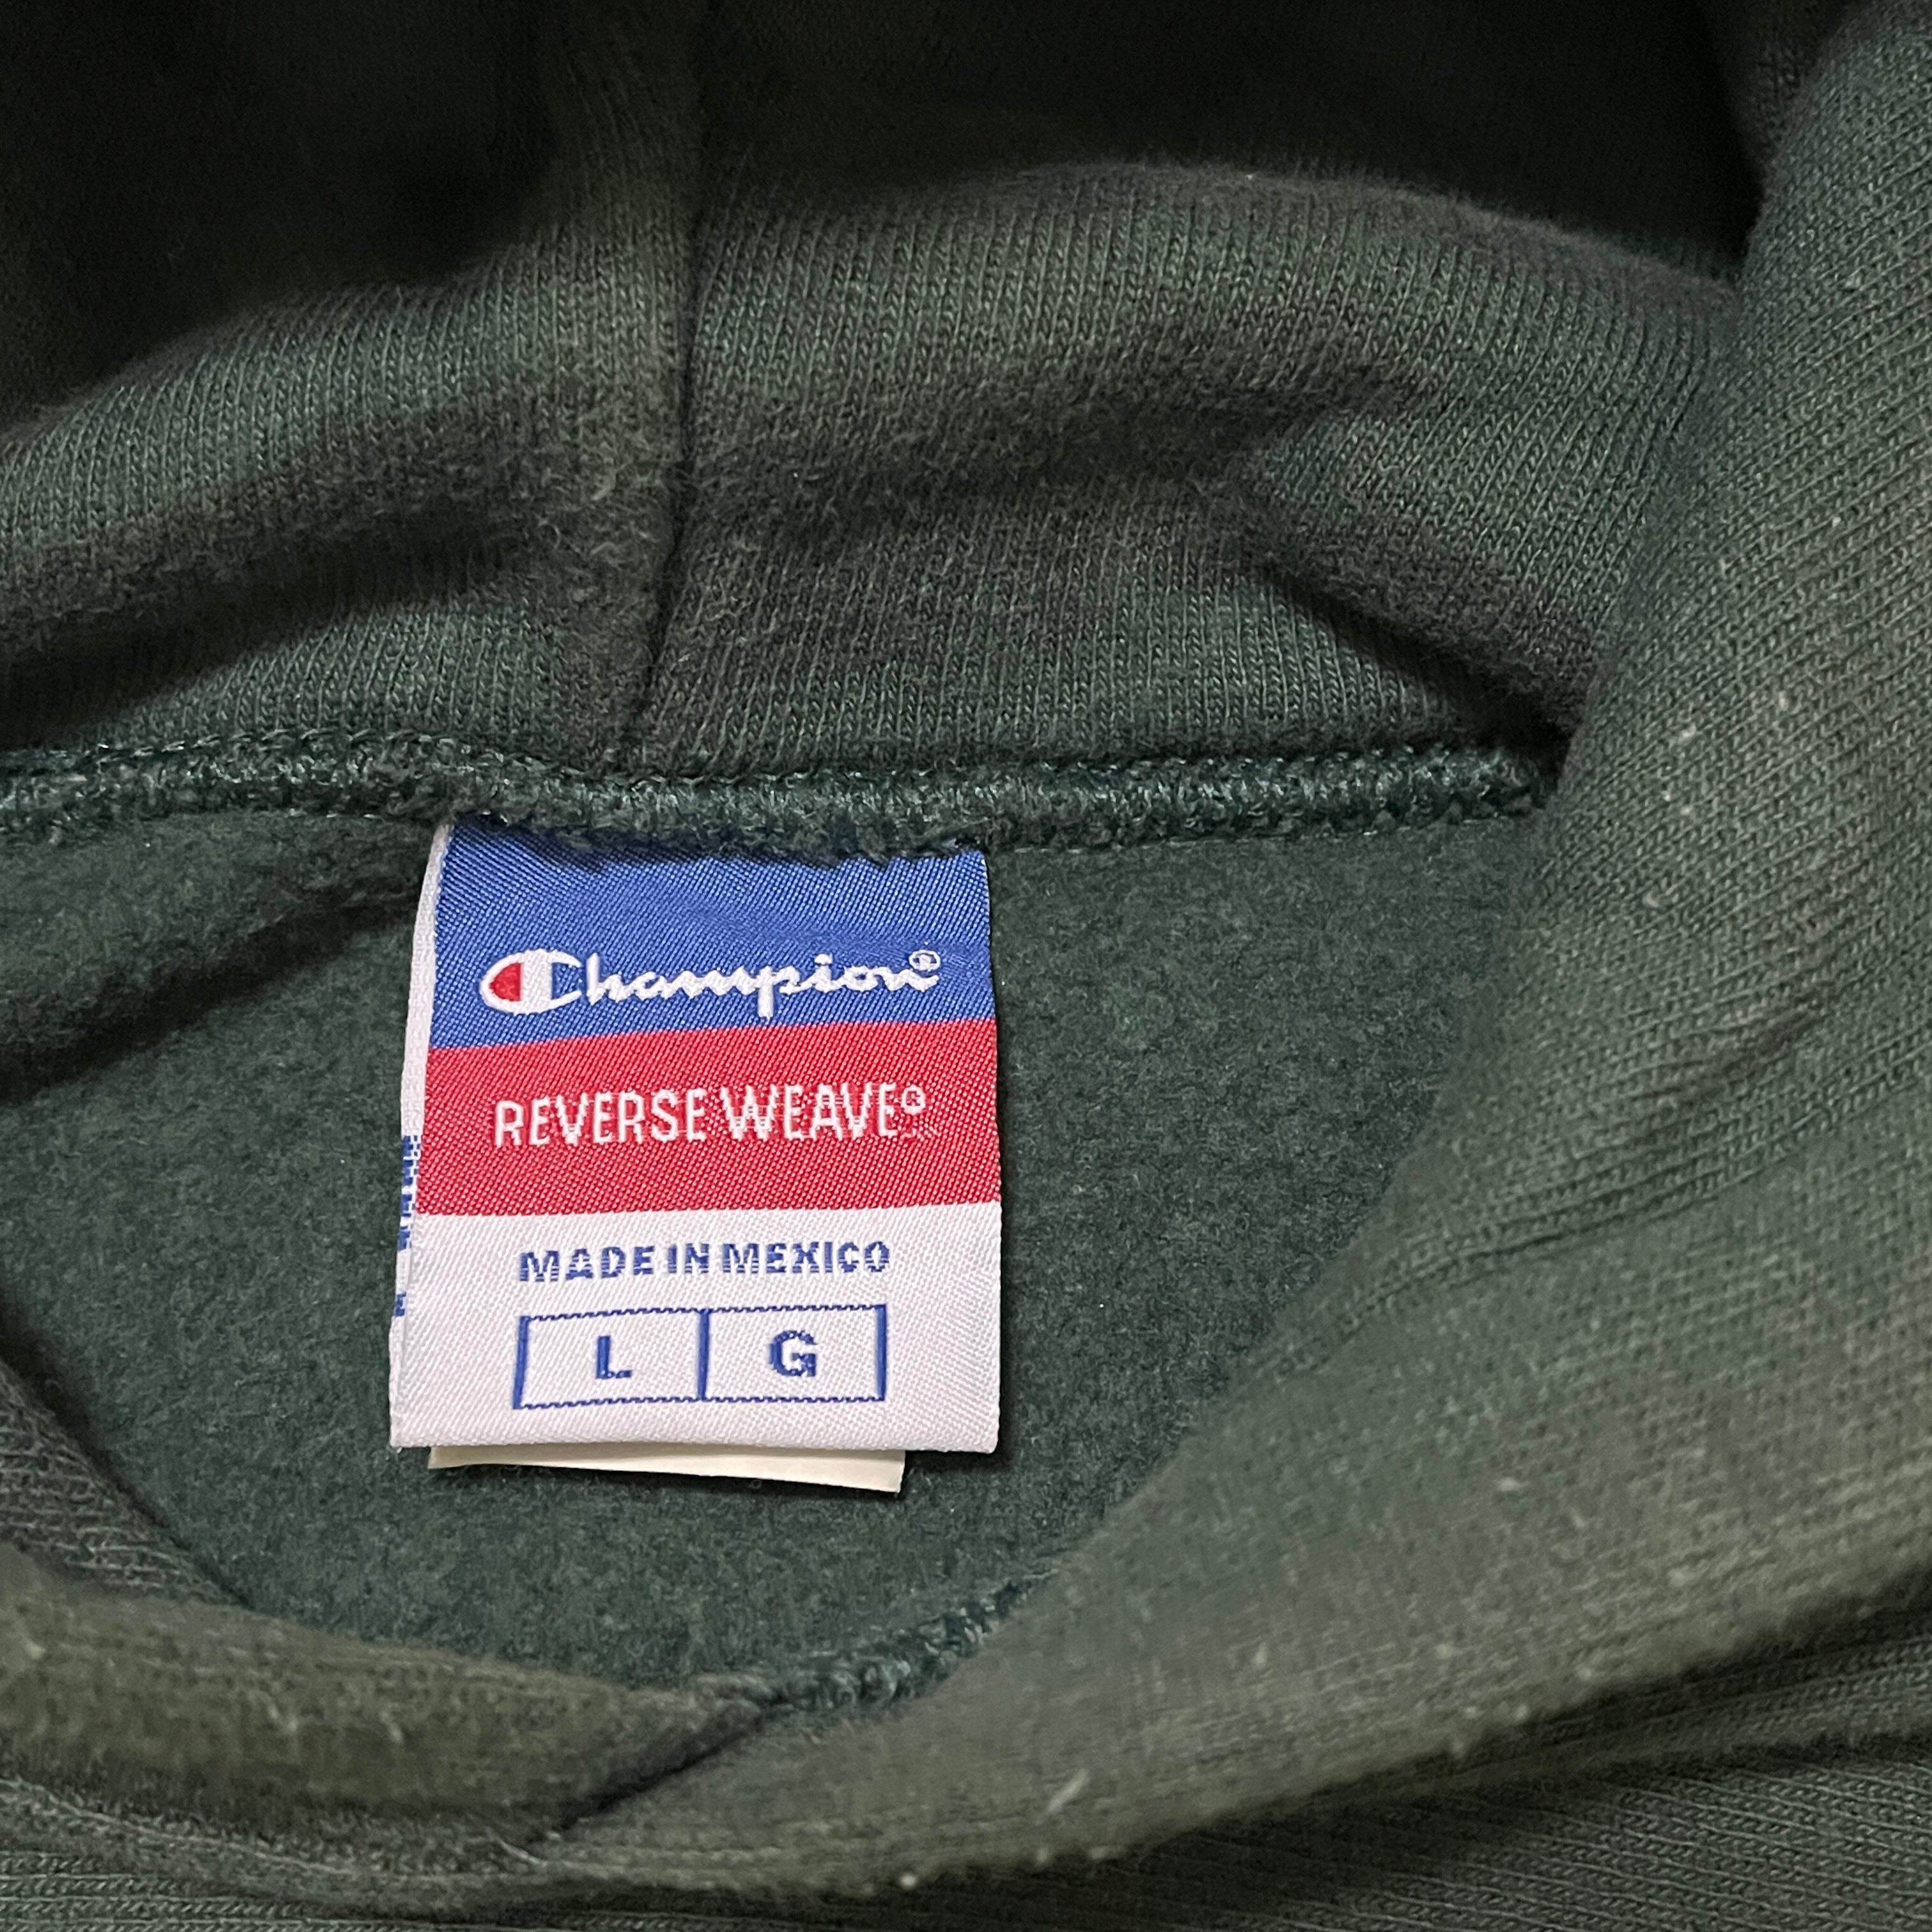 Champion®
REVERSE WEAVE®
MADE IN MEXICO
L G